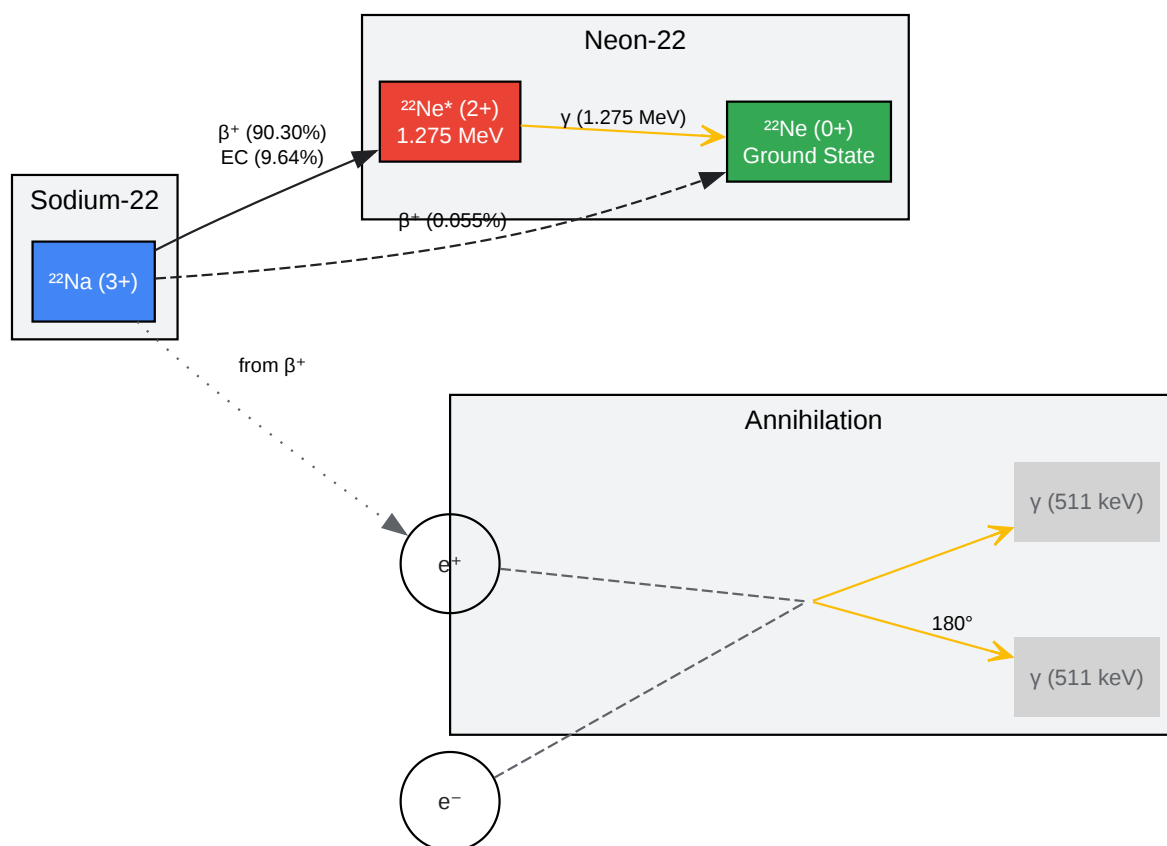 Neon-22
²²Ne* (2+)
1.275 MeV
γ (1.275 MeV)
²²Ne (0+)
Ground State
β⁺ (90.30%)
EC (9.64%)
Sodium-22
²²Na (3+)
β⁺ (0.055%)
from β⁺
Annihilation
γ (511 keV)
e⁺
180°
γ (511 keV)
e⁻